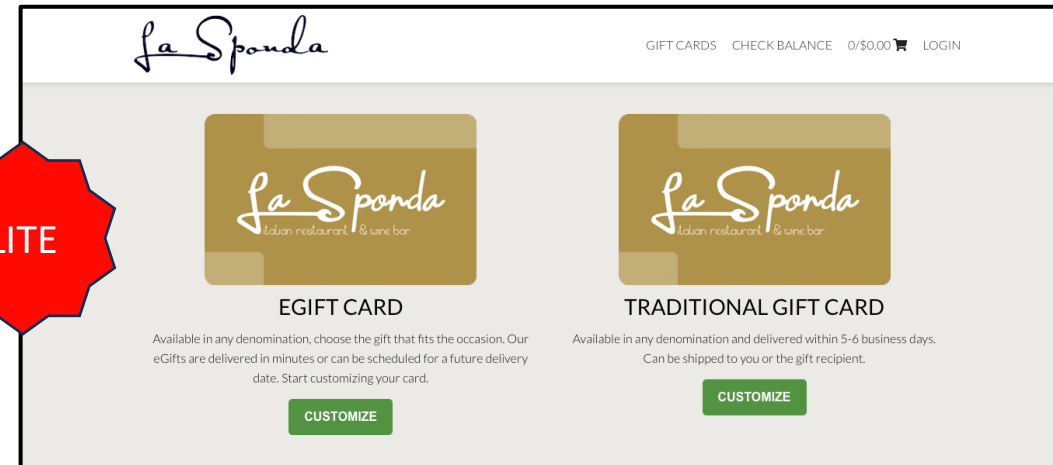 La Sponda
GIFT CARDS CHECK BALANCE 0/$0.00 LOGIN
LITE
La Sponda
italian restaurant & wine bar
La Sponda
italian restaurant & wine bar
EGIFT CARD
Available in any denomination, choose the gift that fits the occasion. Our
eGifts are delivered in minutes or can be scheduled for a future delivery
date. Start customizing your card.
CUSTOMIZE
TRADITIONAL GIFT CARD
Available in any denomination and delivered within 5-6 business days.
Can be shipped to you or the gift recipient.
CUSTOMIZE